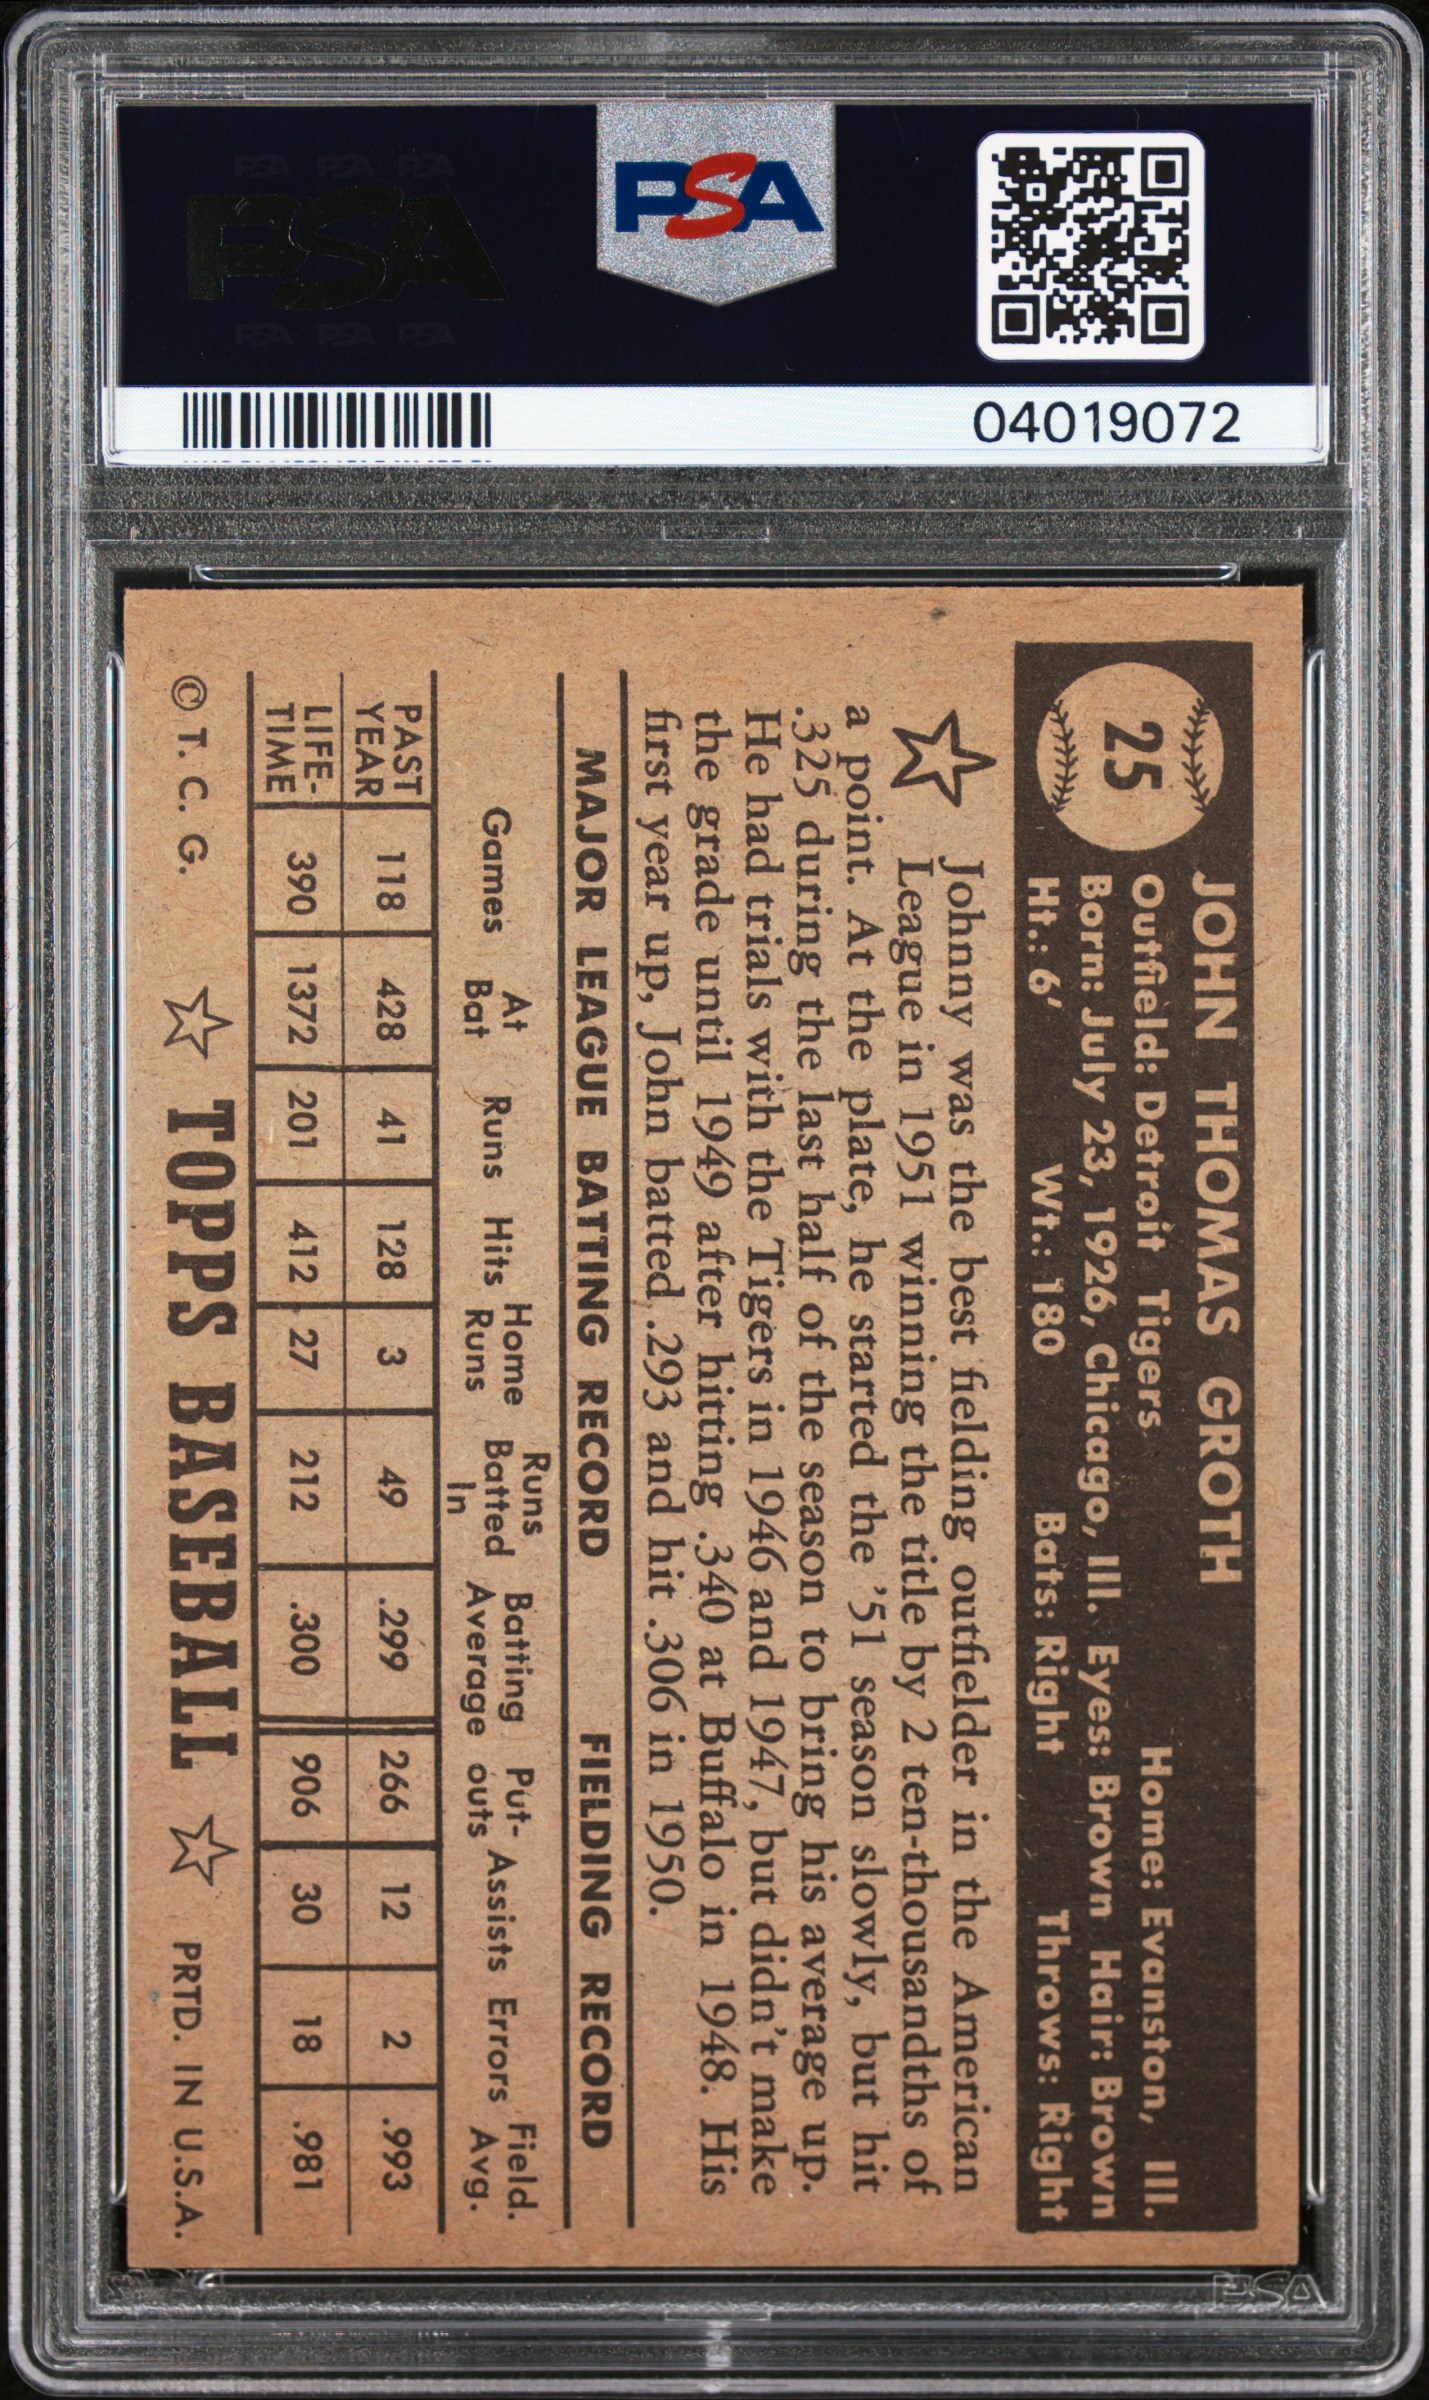 PSA PSA PSA
PSA
PSA PSA PSA
PSA
04019072
25
JOHN THOMAS GROTH
Outfield: Detroit Tigers Home: Evanston, Ill.
Born: July 23, 1926, Chicago, Ill. Eyes: Brown Hair: Brown
Ht.: 6' Wt.: 180 Bats: Right Throws: Right
Johnny was the best fielding outfielder in the American
League in 1951 winning the title by 2 ten-thousandths of
a point. At the plate, he started the '51 season slowly, but hit
.325 during the last half of the season to bring his average up.
He had trials with the Tigers in 1946 and 1947, but didn't make
the grade until 1949 after hitting .340 at Buffalo in 1948. His
first year up, John batted .293 and hit .306 in 1950.
MAJOR LEAGUE BATTING RECORD FIELDING RECORD
Games At Bat Runs Hits Home Runs Runs Batted In Batting Average Put-outs Assists Errors Field. Avg.
PAST YEAR 118 428 41 128 3 49 .299 266 12 2 .993
LIFE-TIME 390 1372 201 412 27 212 .300 906 30 18 .981
© T. C. G. TOPPS BASEBALL PRTD. IN U.S.A.
PSA